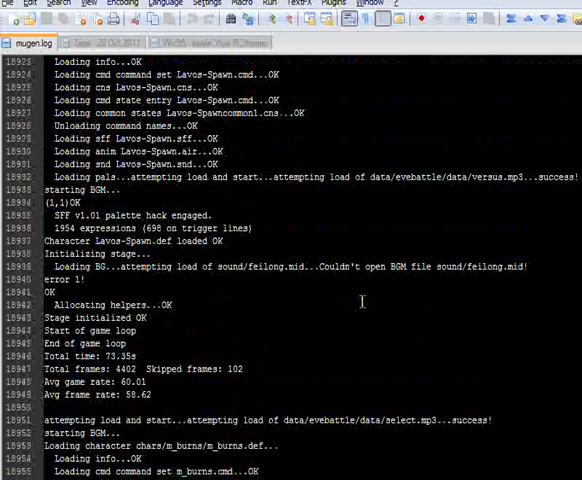 File Edit Search View Encoding Language Settings Macro Run TextFX Plugins Window ?
mugen.log
18923 Loading info...OK
18924 Loading cmd command set Lavos-Spawn.cmd...OK
18925 Loading cns Lavos-Spawn.cns...OK
18926 Loading cmd state entry Lavos-Spawn.cmd...OK
18927 Loading common states Lavos-Spawncommon1.cns...OK
18928 Unloading command names...OK
18929 Loading sff Lavos-Spawn.sff...OK
18930 Loading anim Lavos-Spawn.air...OK
18931 Loading snd Lavos-Spawn.snd...OK
18932 Loading pals...attempting load and start...attempting load of data/evebattle/data/versus.mp3...success!
18933 starting BGM...
18934 (1,1)OK
18935 SFF v1.01 palette hack engaged.
18936 1954 expressions (698 on trigger lines)
18937 Character Lavos-Spawn.def loaded OK
18938 Initializing stage...
18939 Loading BG...attempting load of sound/feilong.mid...Couldn't open BGM file sound/feilong.mid!
18940 error 1!
18941 OK
18942 Allocating helpers...OK
18943 Stage initialized OK
18944 Start of game loop
18945 End of game loop
18946 Total time: 73.35s
18947 Total frames: 4402 Skipped frames: 102
18948 Avg game rate: 60.01
18949 Avg frame rate: 58.62
18950
18951 attempting load and start...attempting load of data/evebattle/data/select.mp3...success!
18952 starting BGM...
18953 Loading character chars/m_burns/m_burns.def...
18954 Loading info...OK
18955 Loading cmd command set m_burns.cmd...OK